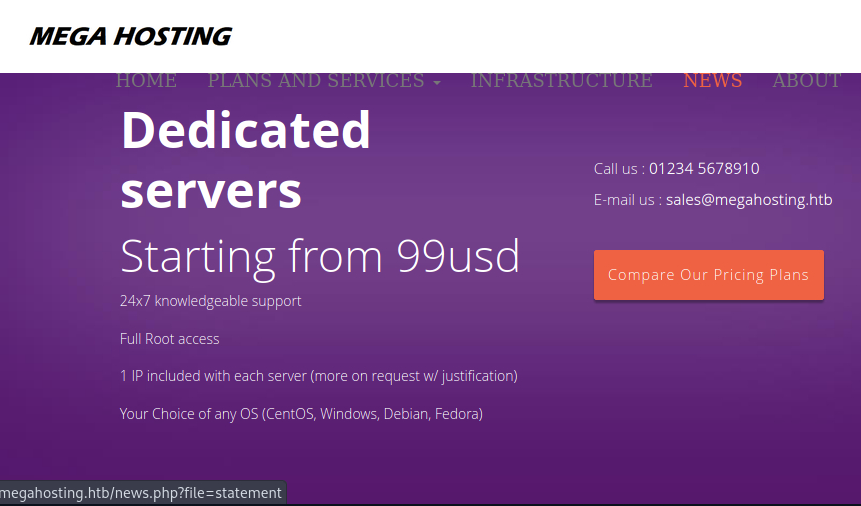 MEGA HOSTING
HOME PLANS AND SERVICES INFRASTRUCTURE NEWS ABOUT
Dedicated
servers
Starting from 99usd
24x7 knowledgeable support
Full Root access
1 IP included with each server (more on request w/ justification)
Your Choice of any OS (CentOS, Windows, Debian, Fedora)
Call us : 01234 5678910
E-mail us : sales@megahosting.htb
Compare Our Pricing Plans
megahosting.htb/news.php?file=statement